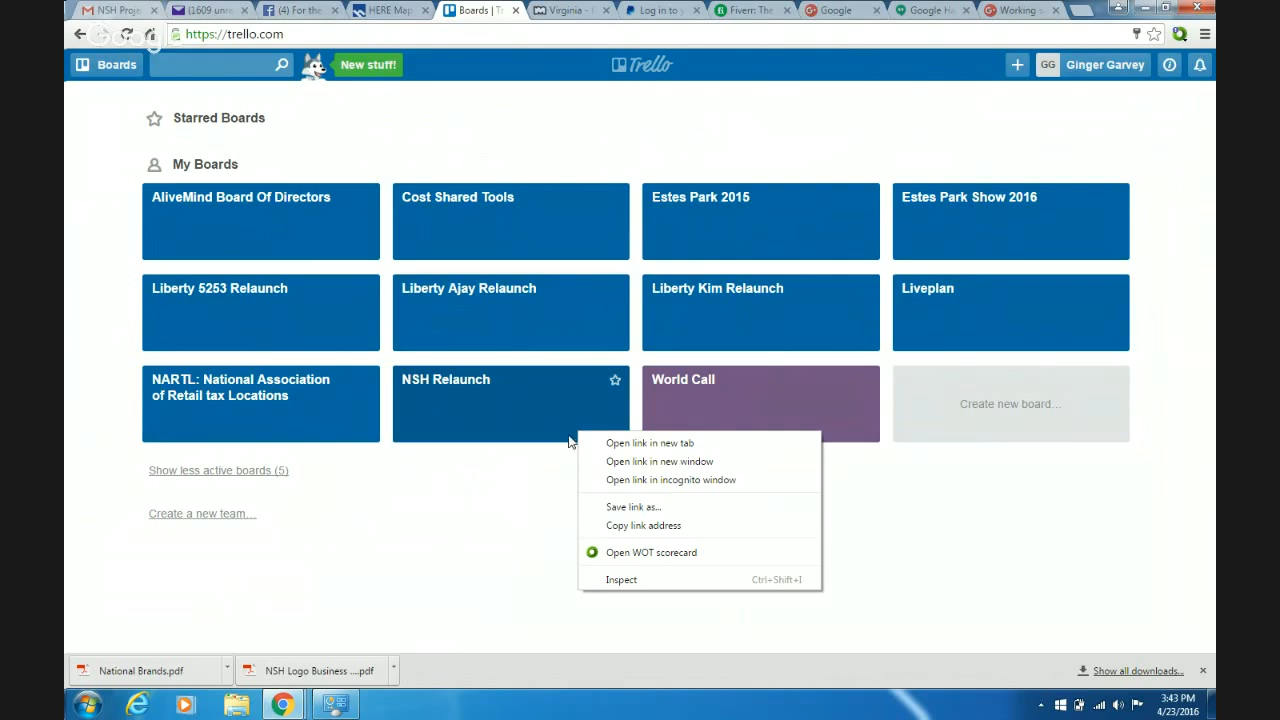 NSH Proje
(1609 unre
(4) For the
HERE Map
Boards | Tr
Virginia -
Log in to y
Fiverr: The
Google
Google Ha
Working
https://trello.com
Google
Boards
New stuff!
Trello
+
GG
Ginger Garvey
Starred Boards
My Boards
AliveMind Board Of Directors
Cost Shared Tools
Estes Park 2015
Estes Park Show 2016
Liberty 5253 Relaunch
Liberty Ajay Relaunch
Liberty Kim Relaunch
Liveplan
NARTL: National Association
of Retail tax Locations
NSH Relaunch
World Call
Create new board…
Open link in new tab
Open link in new window
Open link in incognito window
Save link as...
Copy link address
Open WOT scorecard
Inspect Ctrl+Shift+I
Show less active boards (5)
Create a new team…
National Brands.pdf
NSH Logo Business ....pdf
Show all downloads...
3:43 PM
4/23/2016